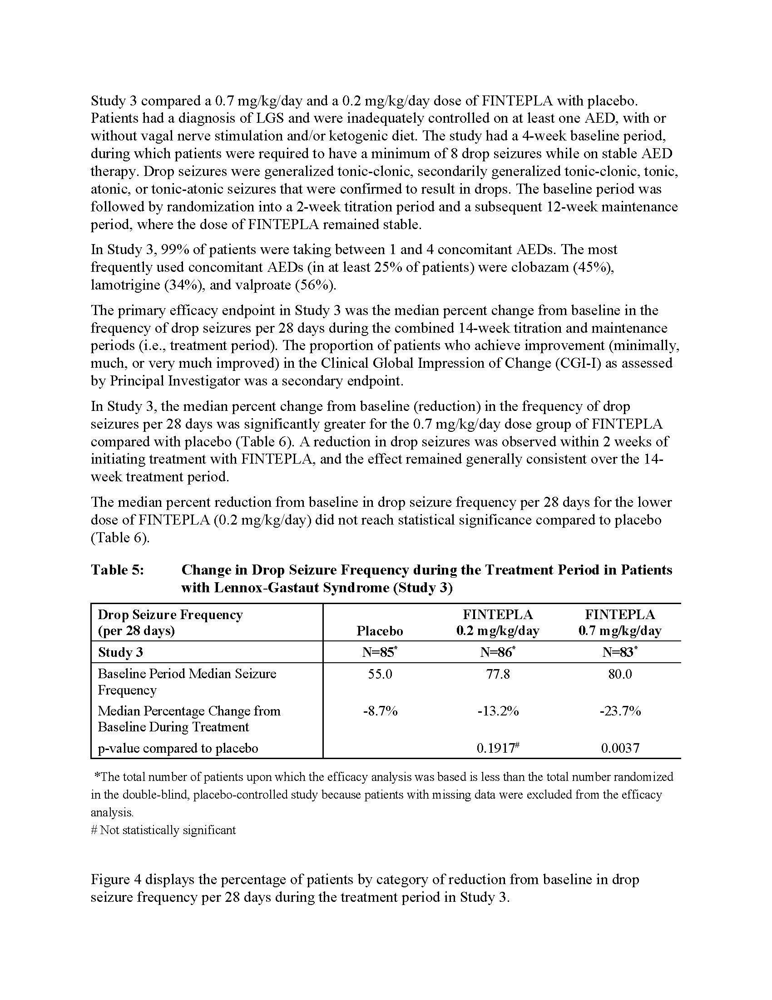 Study 3 compared a 0.7 mg/kg/day and a 0.2 mg/kg/day dose of FINTEPLA with placebo.
Patients had a diagnosis of LGS and were inadequately controlled on at least one AED, with or
without vagal nerve stimulation and/or ketogenic diet. The study had a 4-week baseline period,
during which patients were required to have a minimum of 8 drop seizures while on stable AED
therapy. Drop seizures were generalized tonic-clonic, secondarily generalized tonic-clonic, tonic,
atonic, or tonic-atonic seizures that were confirmed to result in drops. The baseline period was
followed by randomization into a 2-week titration period and a subsequent 12-week maintenance
period, where the dose of FINTEPLA remained stable.
In Study 3, 99% of patients were taking between 1 and 4 concomitant AEDs. The most
frequently used concomitant AEDs (in at least 25% of patients) were clobazam (45%),
lamotrigine (34%), and valproate (56%).
The primary efficacy endpoint in Study 3 was the median percent change from baseline in the
frequency of drop seizures per 28 days during the combined 14-week titration and maintenance
periods (i.e., treatment period). The proportion of patients who achieve improvement (minimally,
much, or very much improved) in the Clinical Global Impression of Change (CGI-I) as assessed
by Principal Investigator was a secondary endpoint.
In Study 3, the median percent change from baseline (reduction) in the frequency of drop
seizures per 28 days was significantly greater for the 0.7 mg/kg/day dose group of FINTEPLA
compared with placebo (Table 6). A reduction in drop seizures was observed within 2 weeks of
initiating treatment with FINTEPLA, and the effect remained generally consistent over the 14-
week treatment period.
The median percent reduction from baseline in drop seizure frequency per 28 days for the lower
dose of FINTEPLA (0.2 mg/kg/day) did not reach statistical significance compared to placebo
(Table 6).
Table 5: Change in Drop Seizure Frequency during the Treatment Period in Patients
with Lennox-Gastaut Syndrome (Study 3)
Drop Seizure Frequency FINTEPLA FINTEPLA
(per 28 days) Placebo 0.2 mg/kg/day 0.7 mg/kg/day
Study 3 N=85* N=86* N=83*
Baseline Period Median Seizure 55.0 77.8 80.0
Frequency
Median Percentage Change from -8.7% -13.2% -23.7%
Baseline During Treatment
p-value compared to placebo 0.1917# 0.0037
*The total number of patients upon which the efficacy analysis was based is less than the total number randomized
in the double-blind, placebo-controlled study because patients with missing data were excluded from the efficacy
analysis.
# Not statistically significant
Figure 4 displays the percentage of patients by category of reduction from baseline in drop
seizure frequency per 28 days during the treatment period in Study 3.